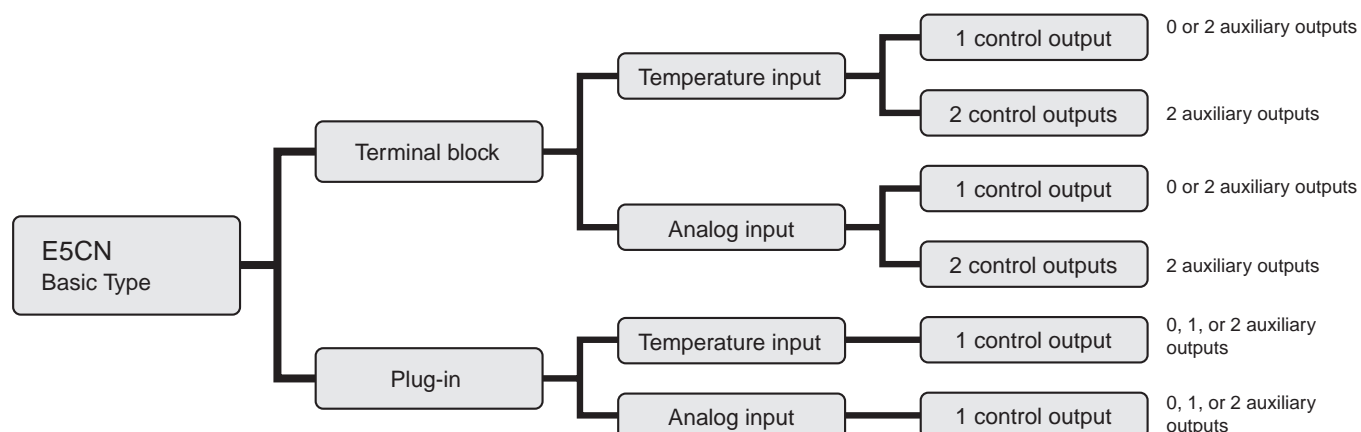 1 control output
0 or 2 auxiliary outputs
Temperature input
2 control outputs
2 auxiliary outputs
Terminal block
1 control output
0 or 2 auxiliary outputs
Analog input
2 control outputs
2 auxiliary outputs
E5CN
Basic Type
Temperature input
1 control output
0, 1, or 2 auxiliary
outputs
Plug-in
Analog input
1 control output
0, 1, or 2 auxiliary
outputs